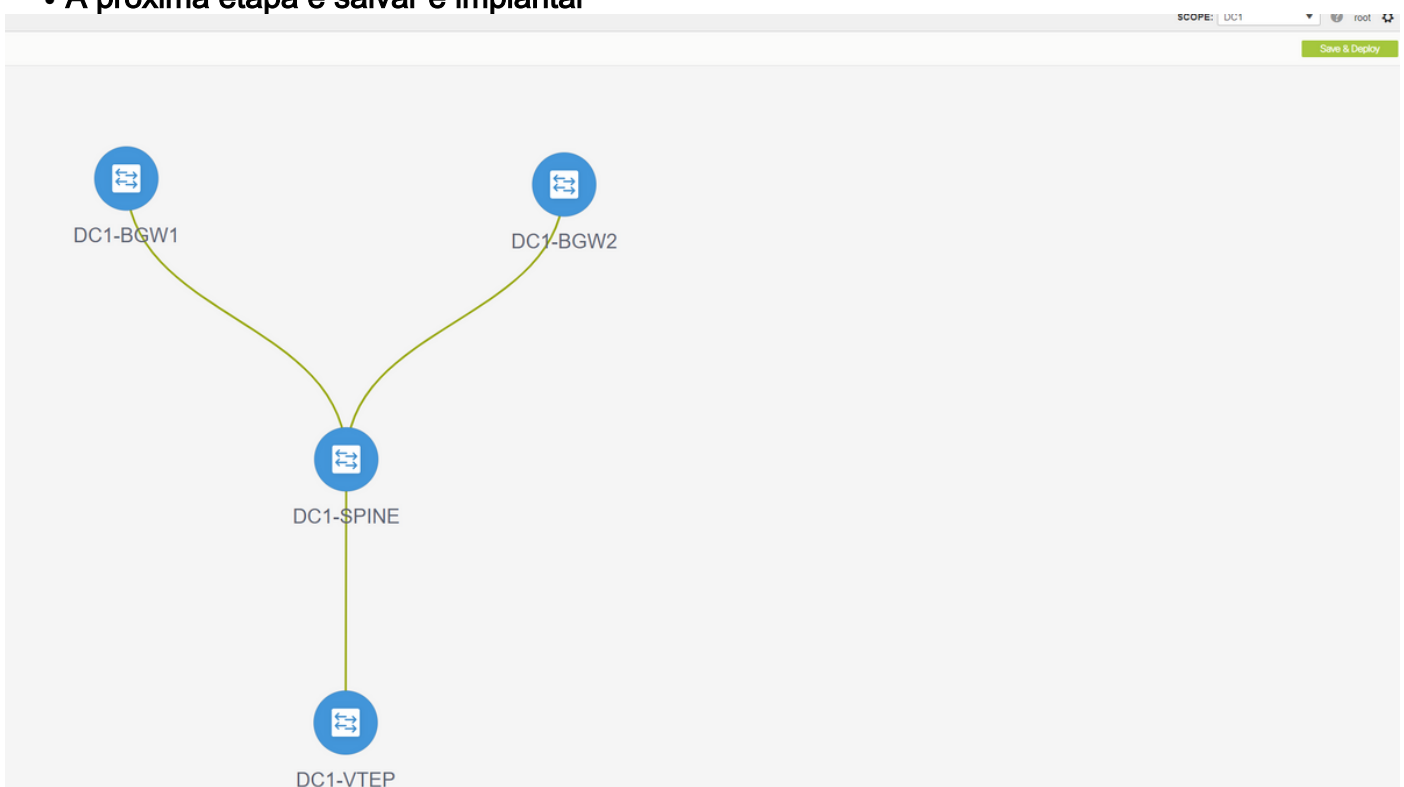 • A próxima etapa é salvar e implantar
SCOPE: DC1 root
Save & Deploy
DC1-BGW1
DC1-BGW2
DC1-SPINE
DC1-VTEP